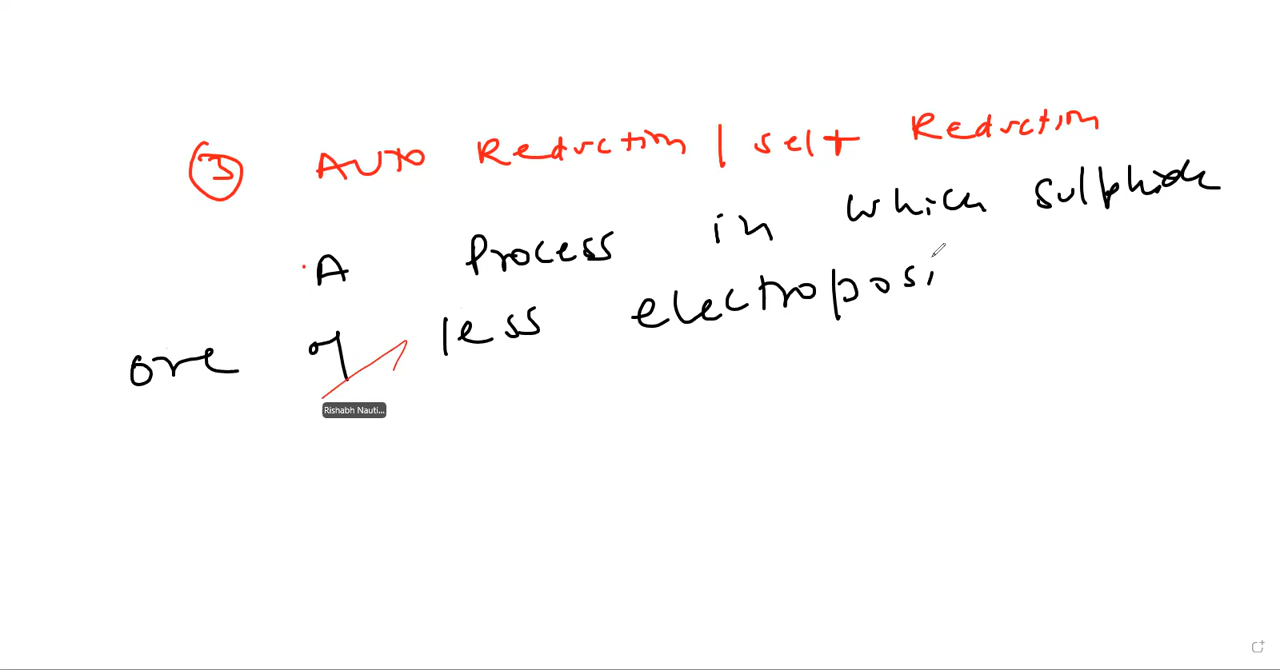 ③ Auto Reduction | self Reduction
A process in which sulphide
ore of less electroposi
Rishabh Nauti...